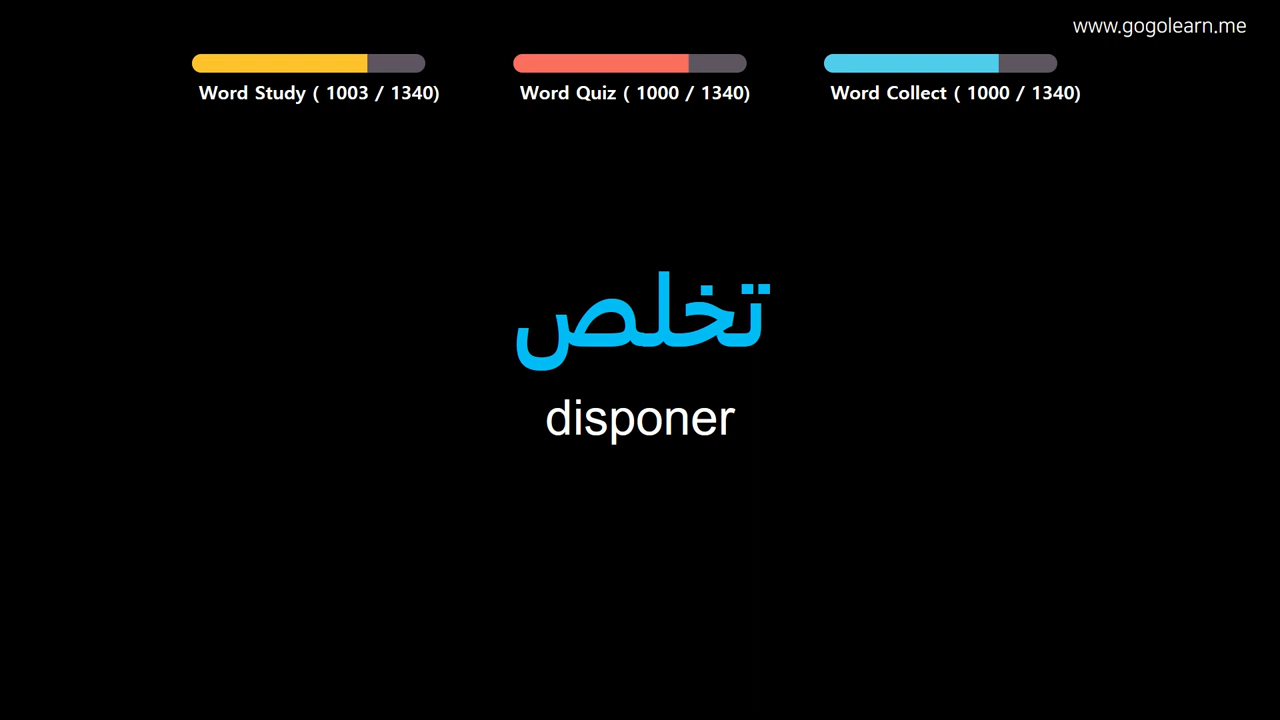 www.gogolearn.me
Word Study ( 1003 / 1340)
Word Quiz ( 1000 / 1340)
Word Collect ( 1000 / 1340)
تخلص
disponer